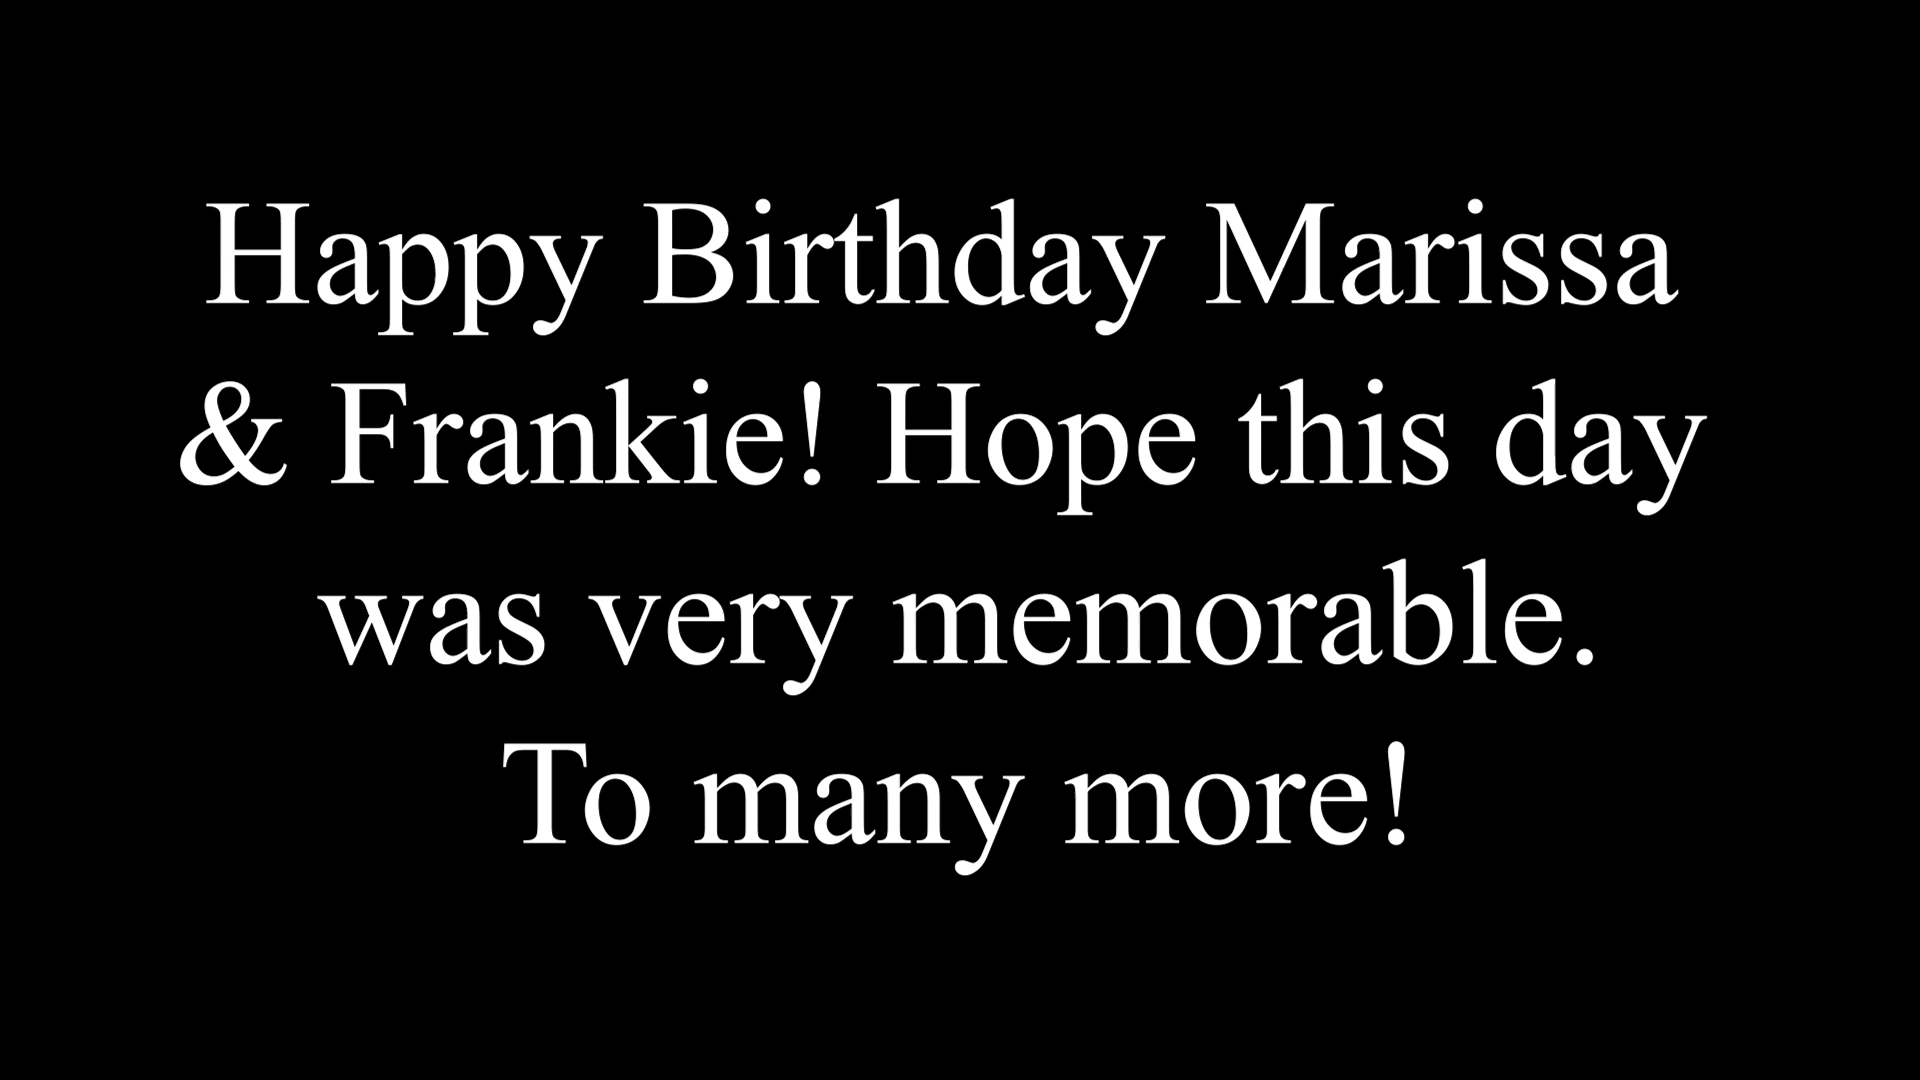 Happy Birthday Marissa
& Frankie! Hope this day
was very memorable.
To many more!